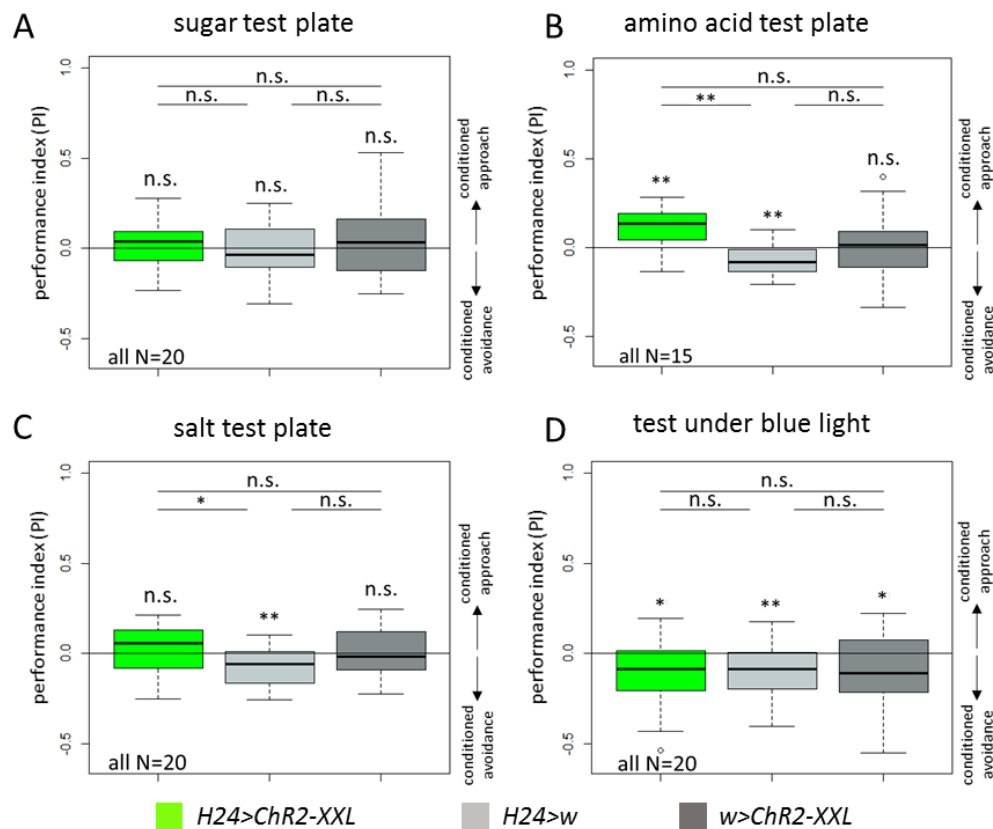 A
sugar test plate
performance index (PI)
1.0
0.5
0.0
-0.5
n.s.
n.s.
n.s.
n.s.
n.s.
n.s.
all N=20
conditioned
approach
conditioned
avoidance
B
amino acid test plate
performance index (PI)
1.0
0.5
0.0
-0.5
n.s.
**
n.s.
**
**
n.s.
all N=15
conditioned
approach
conditioned
avoidance
C
salt test plate
performance index (PI)
1.0
0.5
0.0
-0.5
n.s.
*
n.s.
n.s.
**
n.s.
all N=20
conditioned
approach
conditioned
avoidance
D
test under blue light
performance index (PI)
1.0
0.5
0.0
-0.5
n.s.
n.s.
n.s.
*
**
*
all N=20
conditioned
approach
conditioned
avoidance
H24>ChR2-XXL
H24>w
w>ChR2-XXL